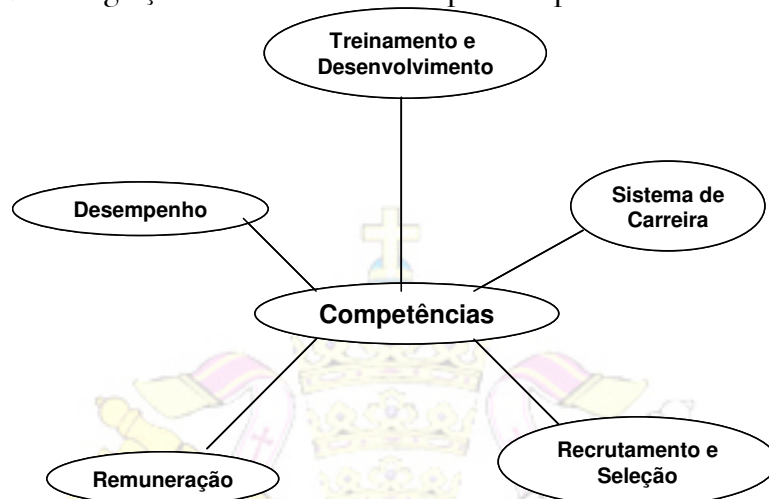 Treinamento e
Desenvolvimento
Sistema de
Carreira
Desempenho
Competências
Recrutamento e
Seleção
Remuneração